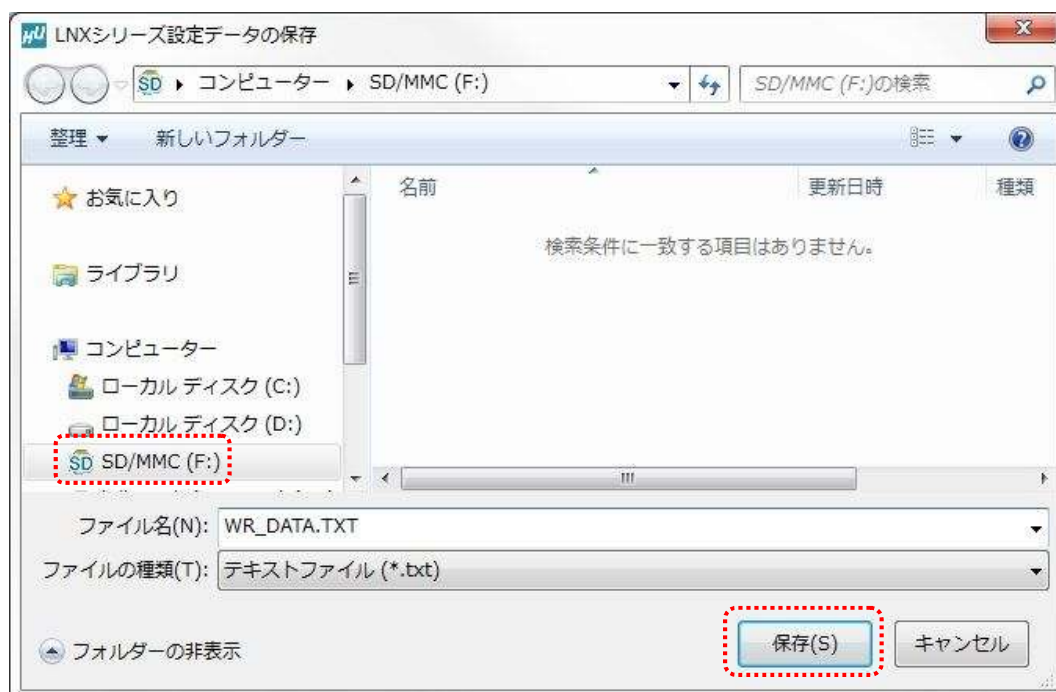 HU LNXシリーズ設定データの保存
SD ▸ コンピューター ▸ SD/MMC (F:)
SD/MMC (F:)の検索
整理 ▼ 新しいフォルダー
お気に入り
ライブラリ
コンピューター
ローカル ディスク (C:)
ローカル ディスク (D:)
SD SD/MMC (F:)
名前 更新日時 種類
検索条件に一致する項目はありません。
ファイル名(N): WR_DATA.TXT
ファイルの種類(T): テキストファイル (*.txt)
フォルダーの非表示
保存(S) キャンセル